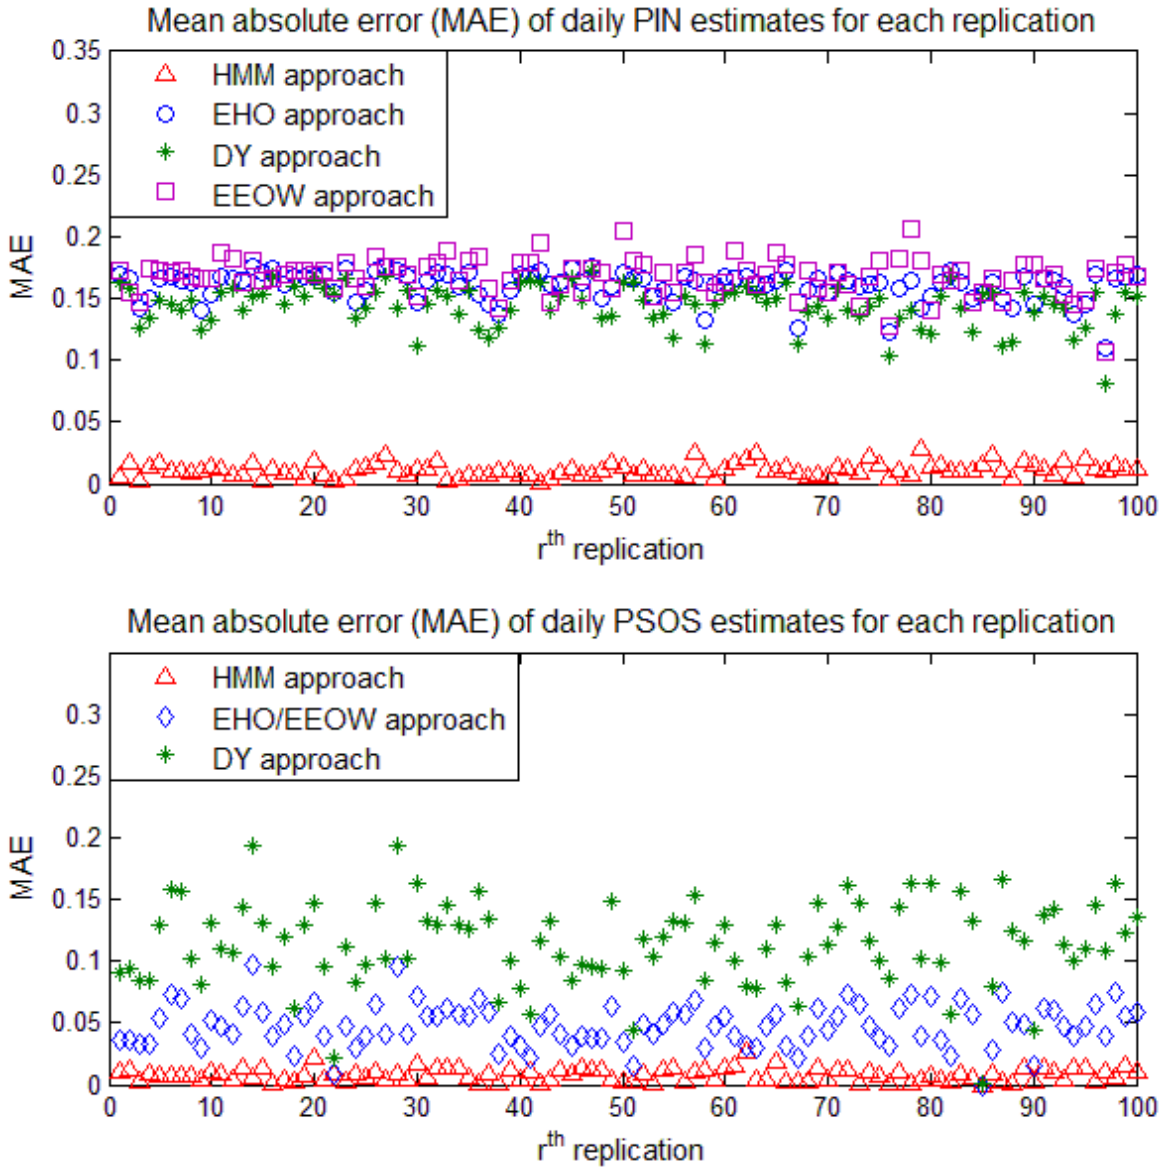 Mean absolute error (MAE) of daily PIN estimates for each replication
0.35
HMM approach
EHO approach
DY approach
EEOW approach
0.3
0.25
0.2
0.15
0.1
0.05
0
MAE
0 10 20 30 40 50 60 70 80 90 100
rth replication
Mean absolute error (MAE) of daily PSOS estimates for each replication
HMM approach
EHO/EEOW approach
DY approach
0.3
0.25
0.2
0.15
0.1
0.05
0
MAE
0 10 20 30 40 50 60 70 80 90 100
rth replication